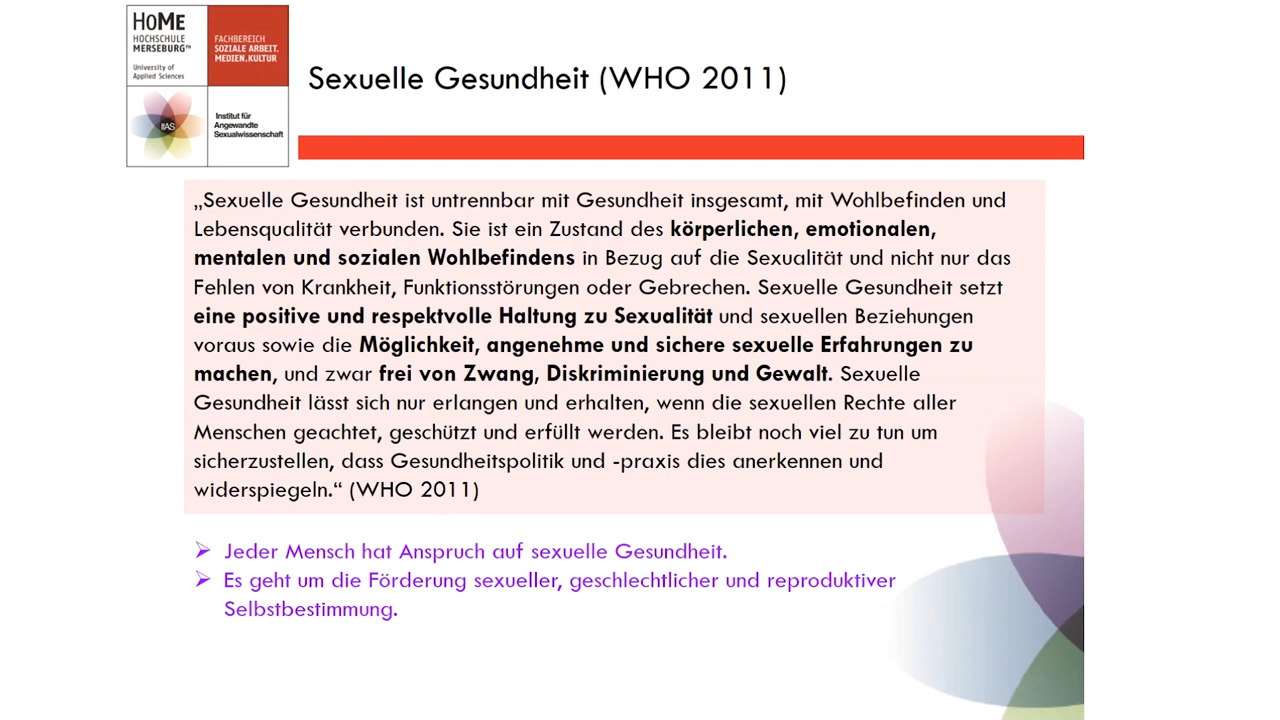 HoMe
HOCHSCHULE
MERSEBURG FH
University of
Applied Sciences
FACHBEREICH
SOZIALE ARBEIT.
MEDIEN.KULTUR
IfAS
Institut für
Angewandte
Sexualwissenschaft
Sexuelle Gesundheit (WHO 2011)
„Sexuelle Gesundheit ist untrennbar mit Gesundheit insgesamt, mit Wohlbefinden und
Lebensqualität verbunden. Sie ist ein Zustand des körperlichen, emotionalen,
mentalen und sozialen Wohlbefindens in Bezug auf die Sexualität und nicht nur das
Fehlen von Krankheit, Funktionsstörungen oder Gebrechen. Sexuelle Gesundheit setzt
eine positive und respektvolle Haltung zu Sexualität und sexuellen Beziehungen
voraus sowie die Möglichkeit, angenehme und sichere sexuelle Erfahrungen zu
machen, und zwar frei von Zwang, Diskriminierung und Gewalt. Sexuelle
Gesundheit lässt sich nur erlangen und erhalten, wenn die sexuellen Rechte aller
Menschen geachtet, geschützt und erfüllt werden. Es bleibt noch viel zu tun um
sicherzustellen, dass Gesundheitspolitik und -praxis dies anerkennen und
widerspiegeln.“ (WHO 2011)
➢ Jeder Mensch hat Anspruch auf sexuelle Gesundheit.
➢ Es geht um die Förderung sexueller, geschlechtlicher und reproduktiver
Selbstbestimmung.